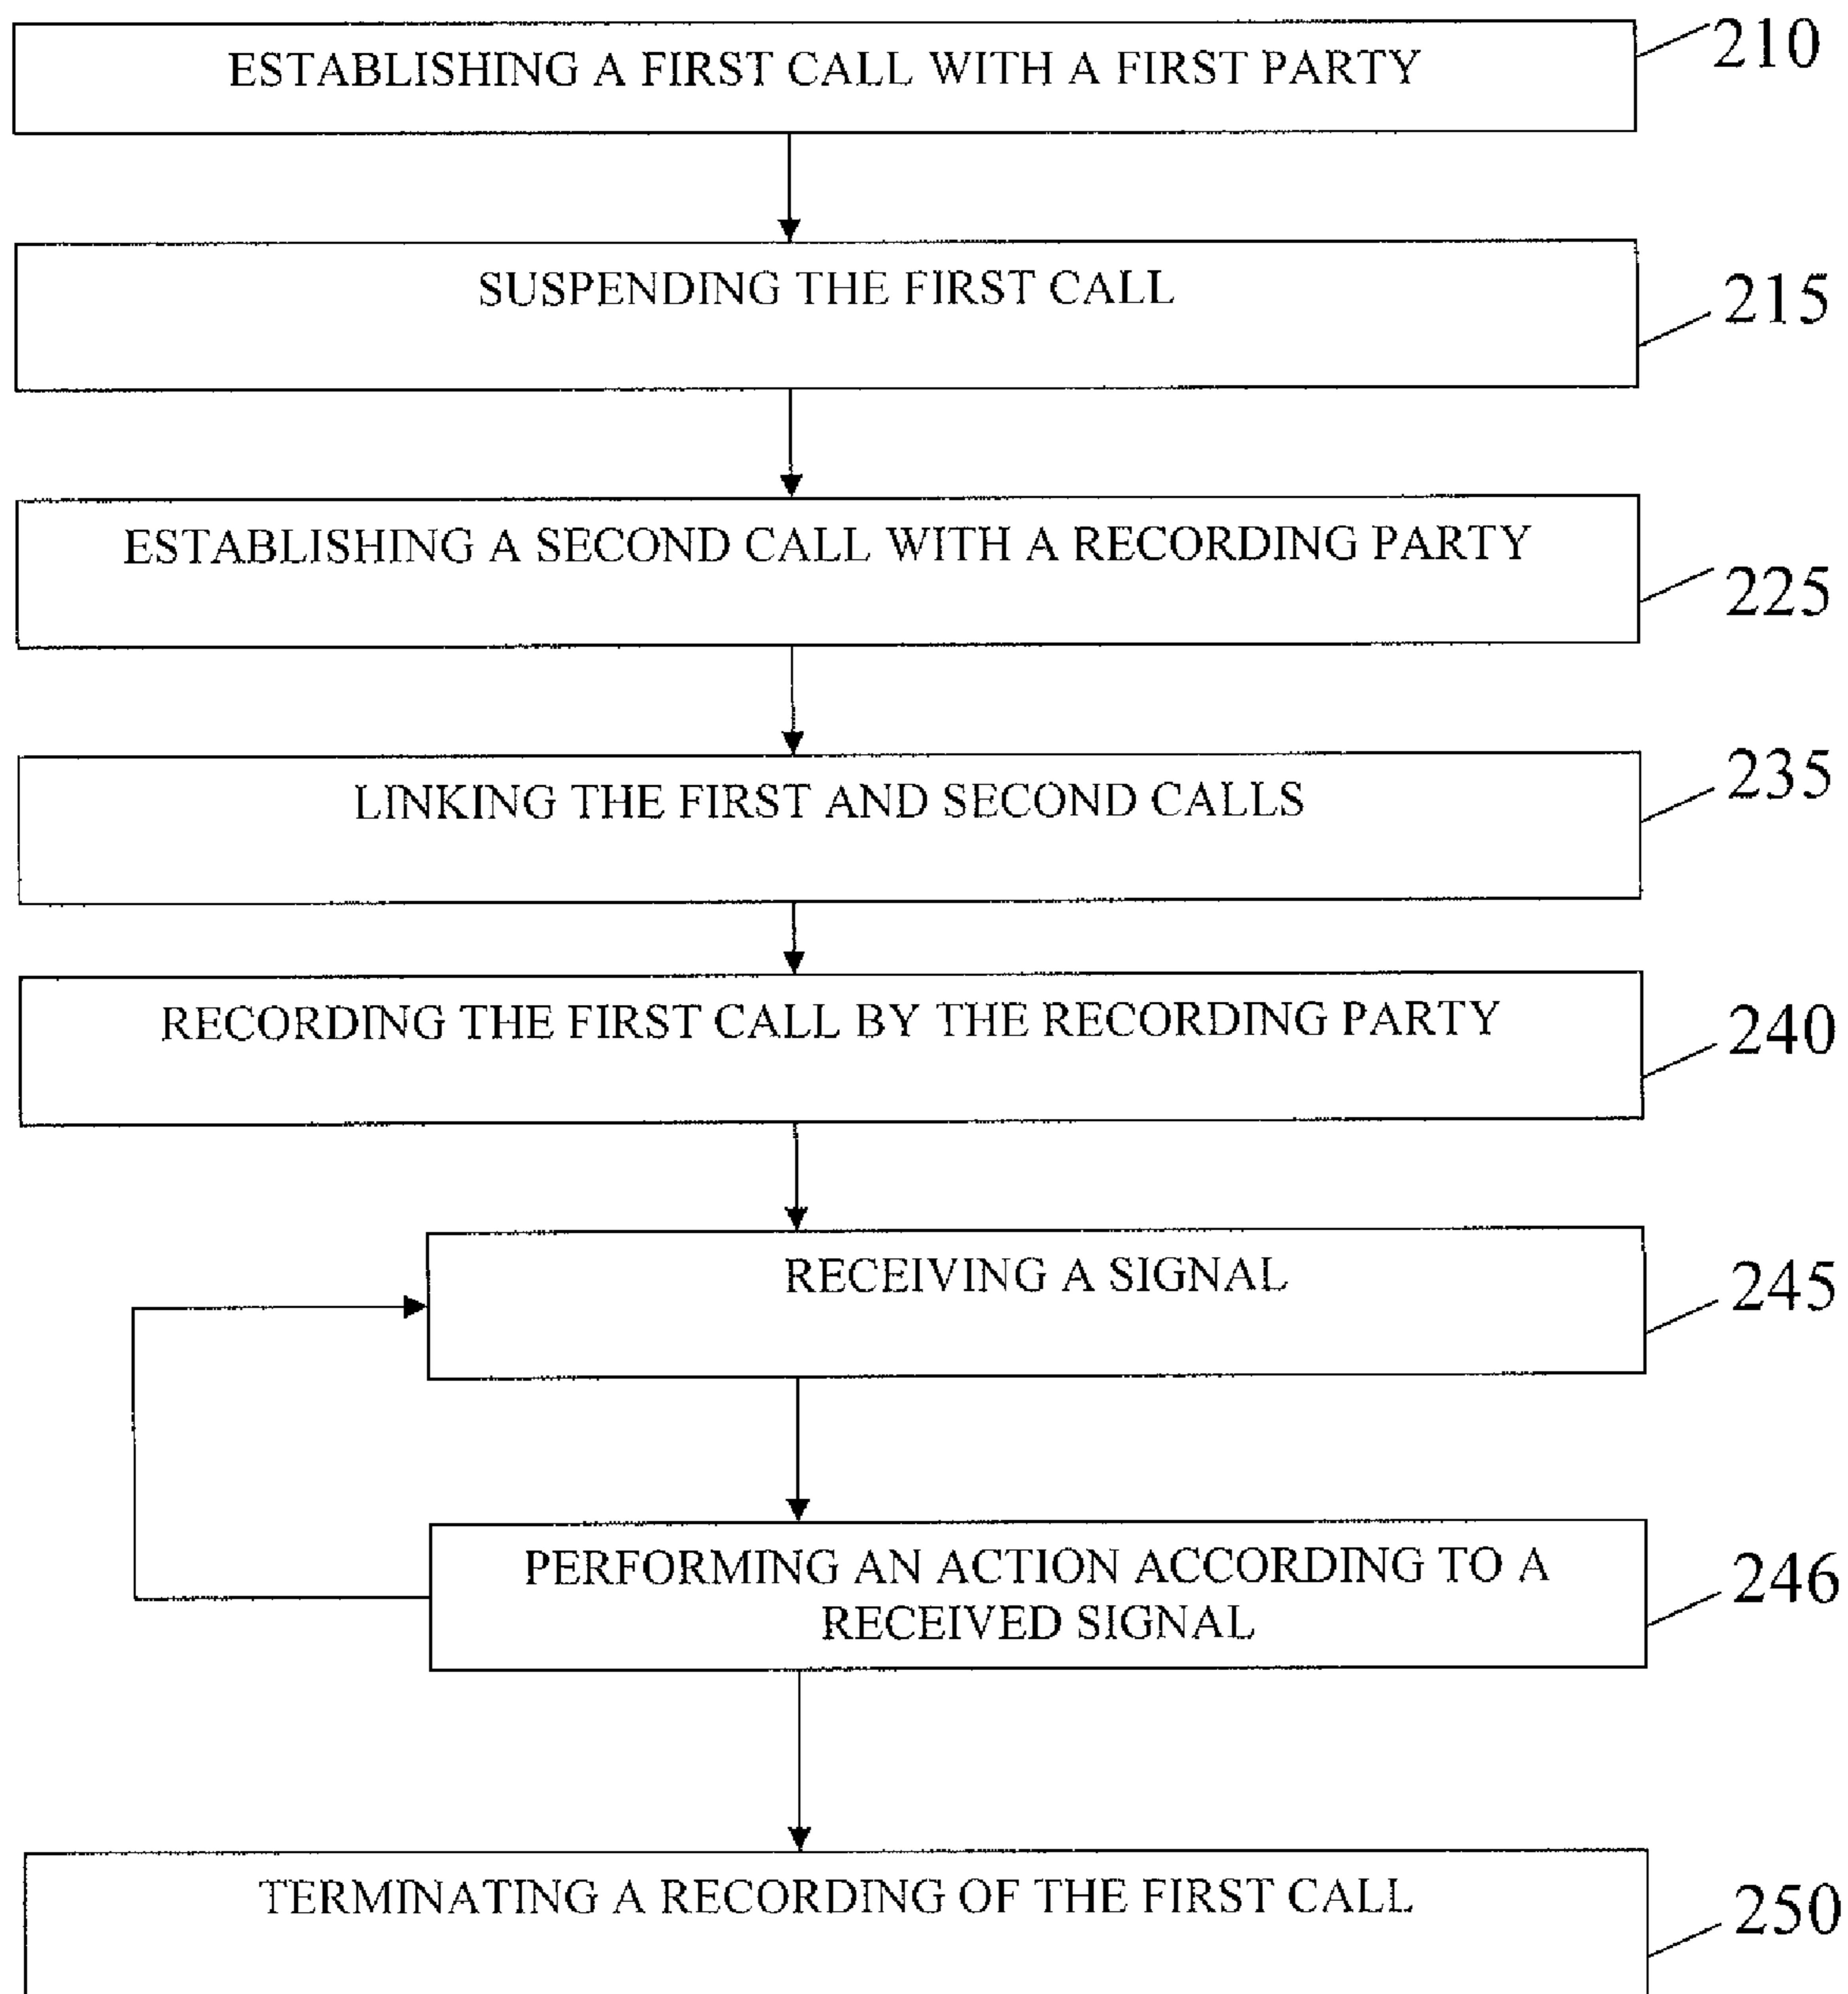 ESTABLISHING A FIRST CALL WITH A FIRST PARTY
210
SUSPENDING THE FIRST CALL
215
ESTABLISHING A SECOND CALL WITH A RECORDING PARTY
225
LINKING THE FIRST AND SECOND CALLS
235
RECORDING THE FIRST CALL BY THE RECORDING PARTY
240
RECEIVING A SIGNAL
245
PERFORMING AN ACTION ACCORDING TO A
RECEIVED SIGNAL
246
TERMINATING A RECORDING OF THE FIRST CALL
250